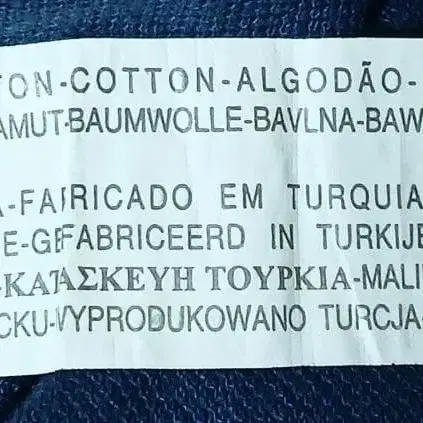 TON-COTTON-ALGODÃO-
AMUT-BAUMWOLLE-BAVLNA-BAW
A-FABRICADO EM TURQUIA
E-GEFABRICEERD IN TURKIJE
-ΚΑΤΑΣΚΕΥΗ ΤΟΥΡΚΙΑ-MALI
CKU-WYPRODUKOWANO TURCJA-